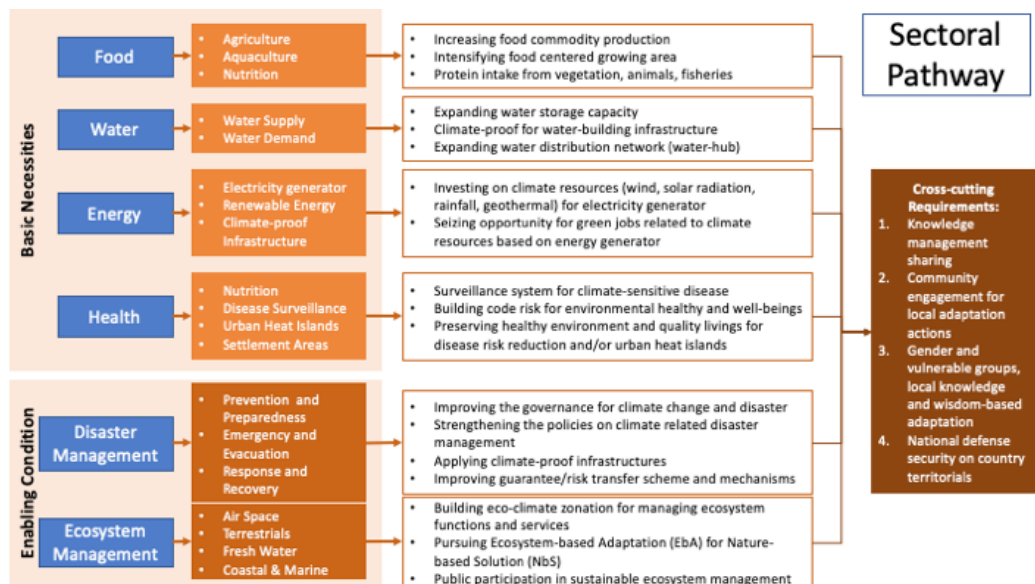 Sectoral
Pathway
Basic Necessities
Food
• Agriculture
• Aquaculture
• Nutrition
• Increasing food commodity production
• Intensifying food centered growing area
• Protein intake from vegetation, animals, fisheries
Water
• Water Supply
• Water Demand
• Expanding water storage capacity
• Climate-proof for water-building infrastructure
• Expanding water distribution network (water-hub)
Energy
• Electricity generator
• Renewable Energy
• Climate-proof
Infrastructure
• Investing on climate resources (wind, solar radiation,
rainfall, geothermal) for electricity generator
• Seizing opportunity for green jobs related to climate
resources based on energy generator
Health
• Nutrition
• Disease Surveillance
• Urban Heat Islands
• Settlement Areas
• Surveillance system for climate-sensitive disease
• Building code risk for environmental healthy and well-beings
• Preserving healthy environment and quality livings for
disease risk reduction and/or urban heat islands
Enabling Condition
Disaster
Management
• Prevention and
Preparedness
• Emergency and
Evacuation
• Response and
Recovery
• Improving the governance for climate change and disaster
• Strengthening the policies on climate related disaster
management
• Applying climate-proof infrastructures
• Improving guarantee/risk transfer scheme and mechanisms
Ecosystem
Management
• Air Space
• Terrestrials
• Fresh Water
• Coastal & Marine
• Building eco-climate zonation for managing ecosystem
functions and services
• Pursuing Ecosystem-based Adaptation (EbA) for Nature-
based Solution (NbS)
• Public participation in sustainable ecosystem management
Cross-cutting
Requirements:
1. Knowledge
management
sharing
2. Community
engagement for
local adaptation
actions
3. Gender and
vulnerable groups,
local knowledge
and wisdom-based
adaptation
4. National defense
security on country
territorials